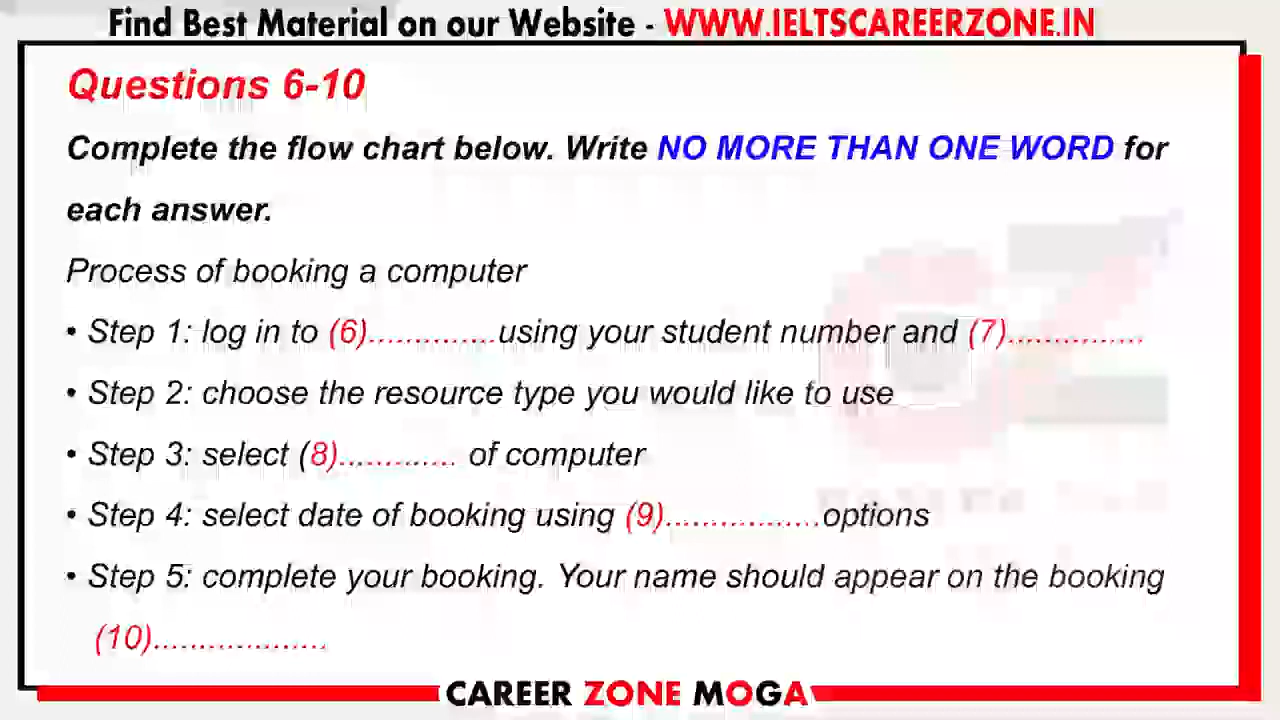 Find Best Material on our Website - WWW.IELTSCAREERZONE.IN
Questions 6-10
Complete the flow chart below. Write NO MORE THAN ONE WORD for
each answer.
Process of booking a computer
• Step 1: log in to (6)..............using your student number and (7)...............
• Step 2: choose the resource type you would like to use
• Step 3: select (8)............. of computer
• Step 4: select date of booking using (9).................options
• Step 5: complete your booking. Your name should appear on the booking
(10)...................
CAREER ZONE MOGA